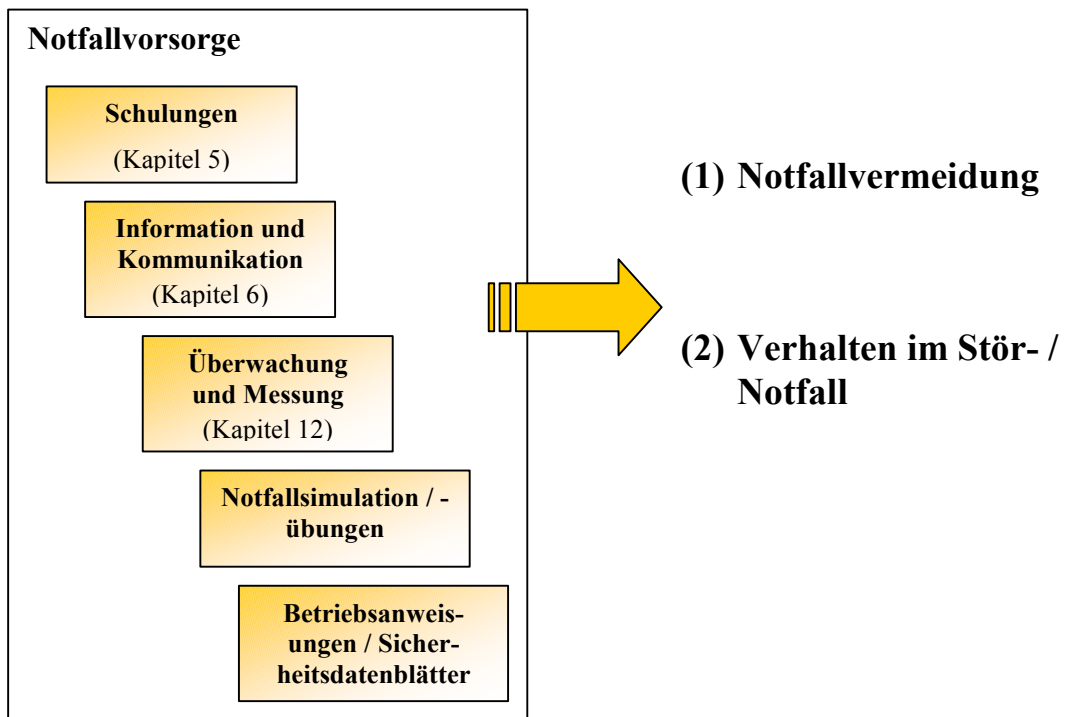 Notfallvorsorge
Schulungen
(Kapitel 5)
Information und
Kommunikation
(Kapitel 6)
Überwachung
und Messung
(Kapitel 12)
Notfallsimulation / -
übungen
Betriebsanweis-
ungen / Sicher-
heitsdatenblätter
(1) Notfallvermeidung
(2) Verhalten im Stör- /
Notfall